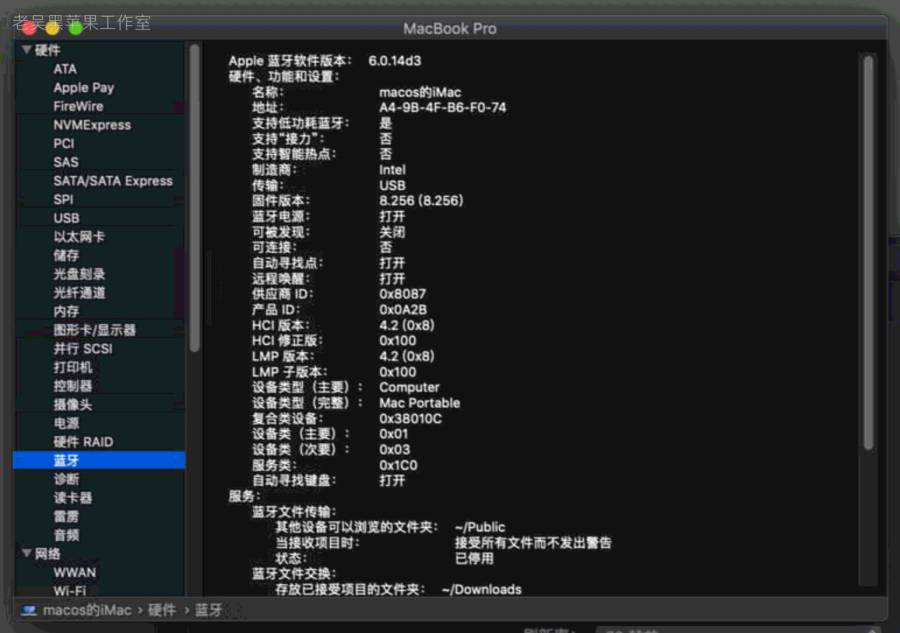 老吴黑苹果工作室
MacBook Pro
硬件
ATA
Apple Pay
FireWire
NVMExpress
PCI
SAS
SATA/SATA Express
SPI
USB
以太网卡
储存
光盘刻录
光纤通道
内存
图形卡/显示器
并行 SCSI
打印机
控制器
摄像头
电源
硬件 RAID
蓝牙
诊断
读卡器
雷雳
音频
网络
WWAN
Wi-Fi
Apple 蓝牙软件版本: 6.0.14d3
硬件、功能和设置:
名称: macos的iMac
地址: A4-9B-4F-B6-F0-74
支持低功耗蓝牙: 是
支持“接力”: 否
支持智能热点: 否
制造商: Intel
传输: USB
固件版本: 8.256 (8.256)
蓝牙电源: 打开
可被发现: 关闭
可连接: 否
自动寻找点: 打开
远程唤醒: 打开
供应商 ID: 0x8087
产品 ID: 0x0A2B
HCI 版本: 4.2 (0x8)
HCI 修正版: 0x100
LMP 版本: 4.2 (0x8)
LMP 子版本: 0x100
设备类型（主要）: Computer
设备类型（完整）: Mac Portable
复合类设备: 0x38010C
设备类（主要）: 0x01
设备类（次要）: 0x03
服务类: 0x1C0
自动寻找键盘: 打开
服务:
蓝牙文件传输:
其他设备可以浏览的文件夹: ~/Public
当接收项目时: 接受所有文件而不发出警告
状态: 已停用
蓝牙文件交换:
存放已接受项目的文件夹: ~/Downloads
macos的iMac › 硬件 › 蓝牙